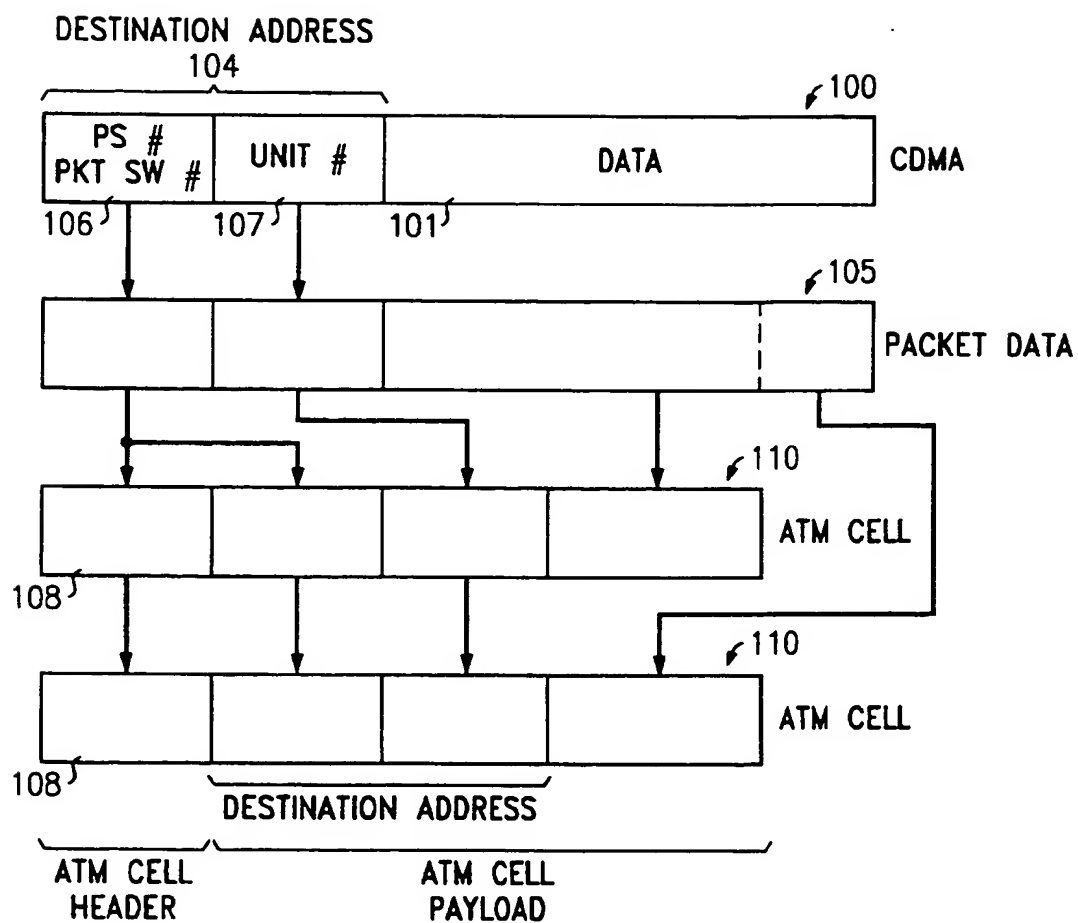 DESTINATION ADDRESS
104
100
PS #
PKT SW #
UNIT #
DATA
CDMA
106
107
101
105
PACKET DATA
110
ATM CELL
108
110
ATM CELL
108
DESTINATION ADDRESS
ATM CELL
HEADER
ATM CELL
PAYLOAD